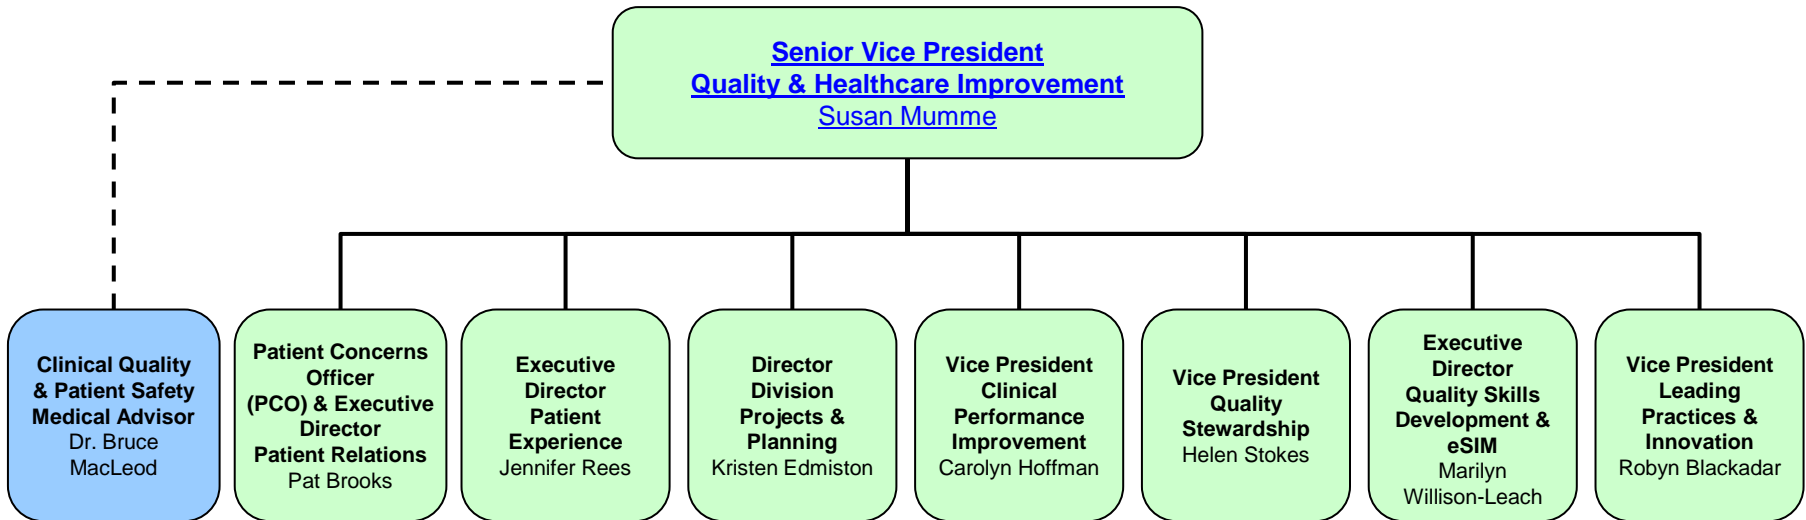 Senior Vice President
Quality & Healthcare Improvement
Susan Mumme
Clinical Quality
& Patient Safety
Medical Advisor
Dr. Bruce
MacLeod
Patient Concerns
Officer
(PCO) & Executive
Director
Patient Relations
Pat Brooks
Executive
Director
Patient
Experience
Jennifer Rees
Director
Division
Projects &
Planning
Kristen Edmiston
Vice President
Clinical
Performance
Improvement
Carolyn Hoffman
Vice President
Quality
Stewardship
Helen Stokes
Executive
Director
Quality Skills
Development &
eSIM
Marilyn
Willison-Leach
Vice President
Leading
Practices &
Innovation
Robyn Blackadar